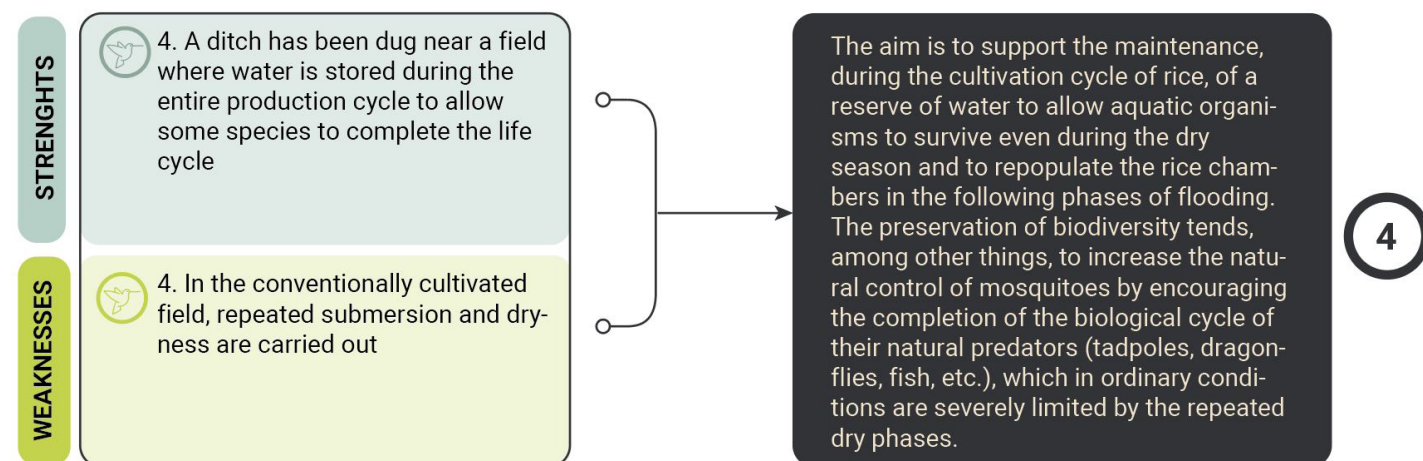 STRENGHTS
4. A ditch has been dug near a field
where water is stored during the
entire production cycle to allow
some species to complete the life
cycle
WEAKNESSES
4. In the conventionally cultivated
field, repeated submersion and dry-
ness are carried out
The aim is to support the maintenance,
during the cultivation cycle of rice, of a
reserve of water to allow aquatic organi-
sms to survive even during the dry
season and to repopulate the rice cham-
bers in the following phases of flooding.
The preservation of biodiversity tends,
among other things, to increase the natu-
ral control of mosquitoes by encouraging
the completion of the biological cycle of
their natural predators (tadpoles, dragon-
flies, fish, etc.), which in ordinary condi-
tions are severely limited by the repeated
dry phases.
4